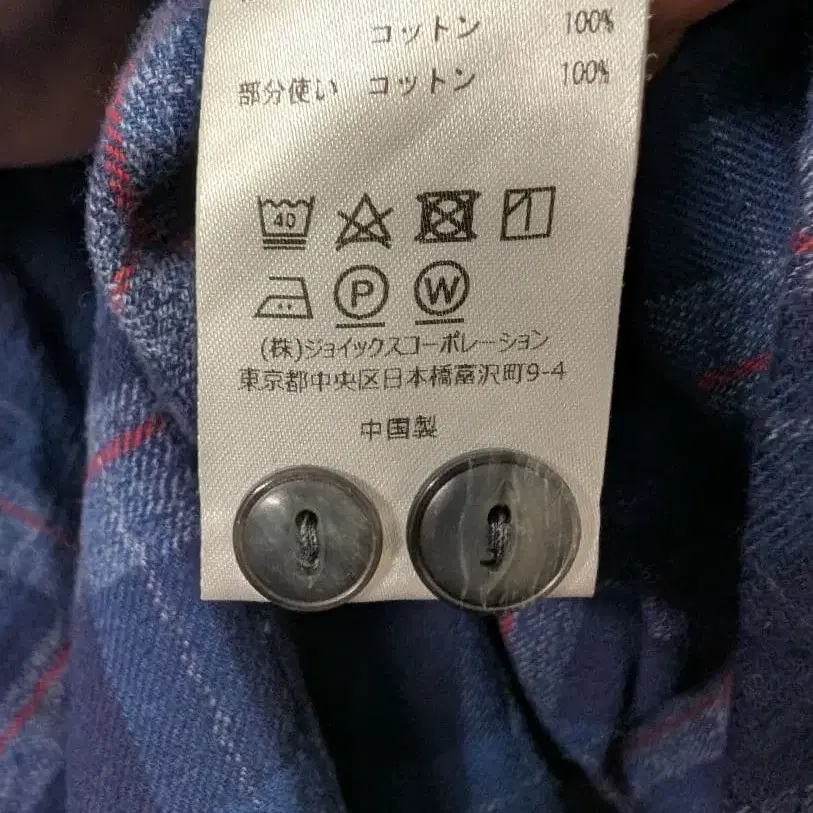 コットン 100%
部分使い コットン 100%
40
P W
(株)ジョイックスコーポレーション
東京都中央区日本橋富沢町9-4
中国製